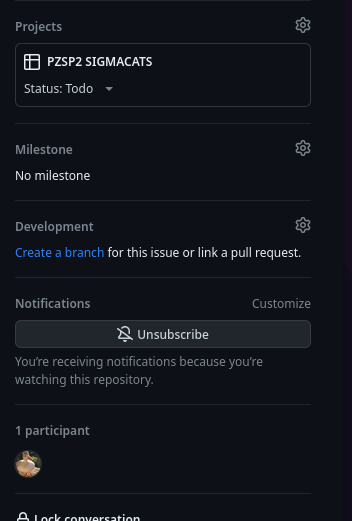 Projects
PZSP2 SIGMACATS
Status: Todo
Milestone
No milestone
Development
Create a branch for this issue or link a pull request.
Notifications Customize
Unsubscribe
You're receiving notifications because you're
watching this repository.
1 participant
Lock conversation